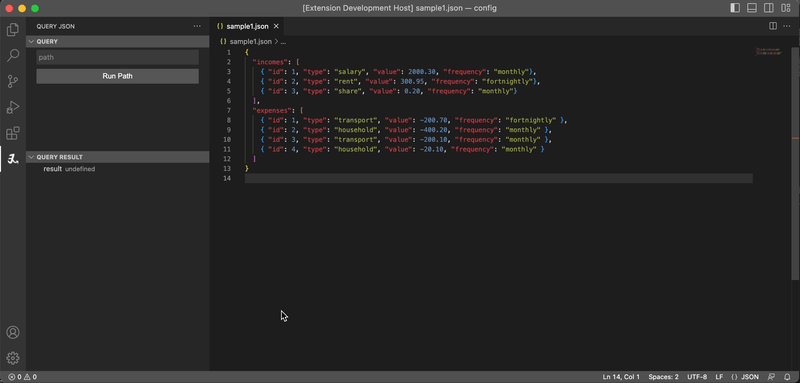 [Extension Development Host] sample1.json — config
QUERY JSON
QUERY
path
Run Path
QUERY RESULT
result undefined
sample1.json
sample1.json > ...
1 {
2 "incomes": [
3 { "id": 1, "type": "salary", "value": 2000.30, "frequency": "monthly"},
4 { "id": 2, "type": "rent", "value": 300.95, "frequency": "fortnightly"},
5 { "id": 3, "type": "share", "value": 0.20, "frequency": "monthly"}
6 ],
7 "expenses": [
8 { "id": 1, "type": "transport", "value": -200.70, "frequency": "fortnightly" },
9 { "id": 2, "type": "household", "value": -400.20, "frequency": "monthly" },
10 { "id": 3, "type": "transport", "value": -200.10, "frequency": "monthly" },
11 { "id": 4, "type": "household", "value": -20.10, "frequency": "monthly" }
12 ]
13 }
14
0 0 Ln 14, Col 1 Spaces: 2 UTF-8 LF {} JSON